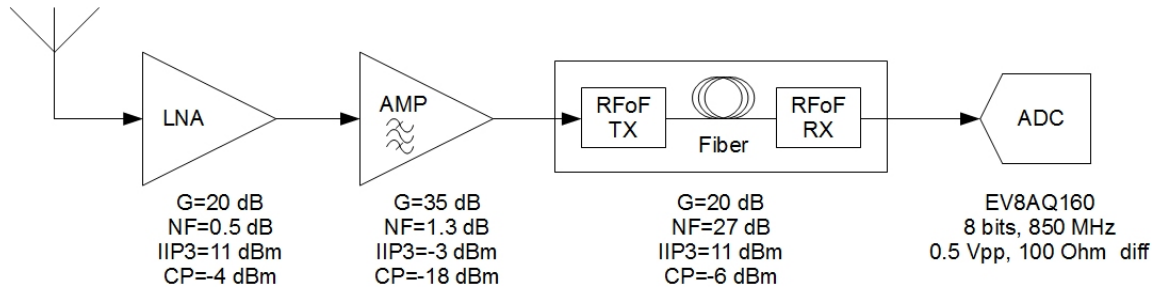 LNA
G=20 dB
NF=0.5 dB
IIP3=11 dBm
CP=-4 dBm
AMP
G=35 dB
NF=1.3 dB
IIP3=-3 dBm
CP=-18 dBm
RFoF
TX
Fiber
RFoF
RX
G=20 dB
NF=27 dB
IIP3=11 dBm
CP=-6 dBm
ADC
EV8AQ160
8 bits, 850 MHz
0.5 Vpp, 100 Ohm diff